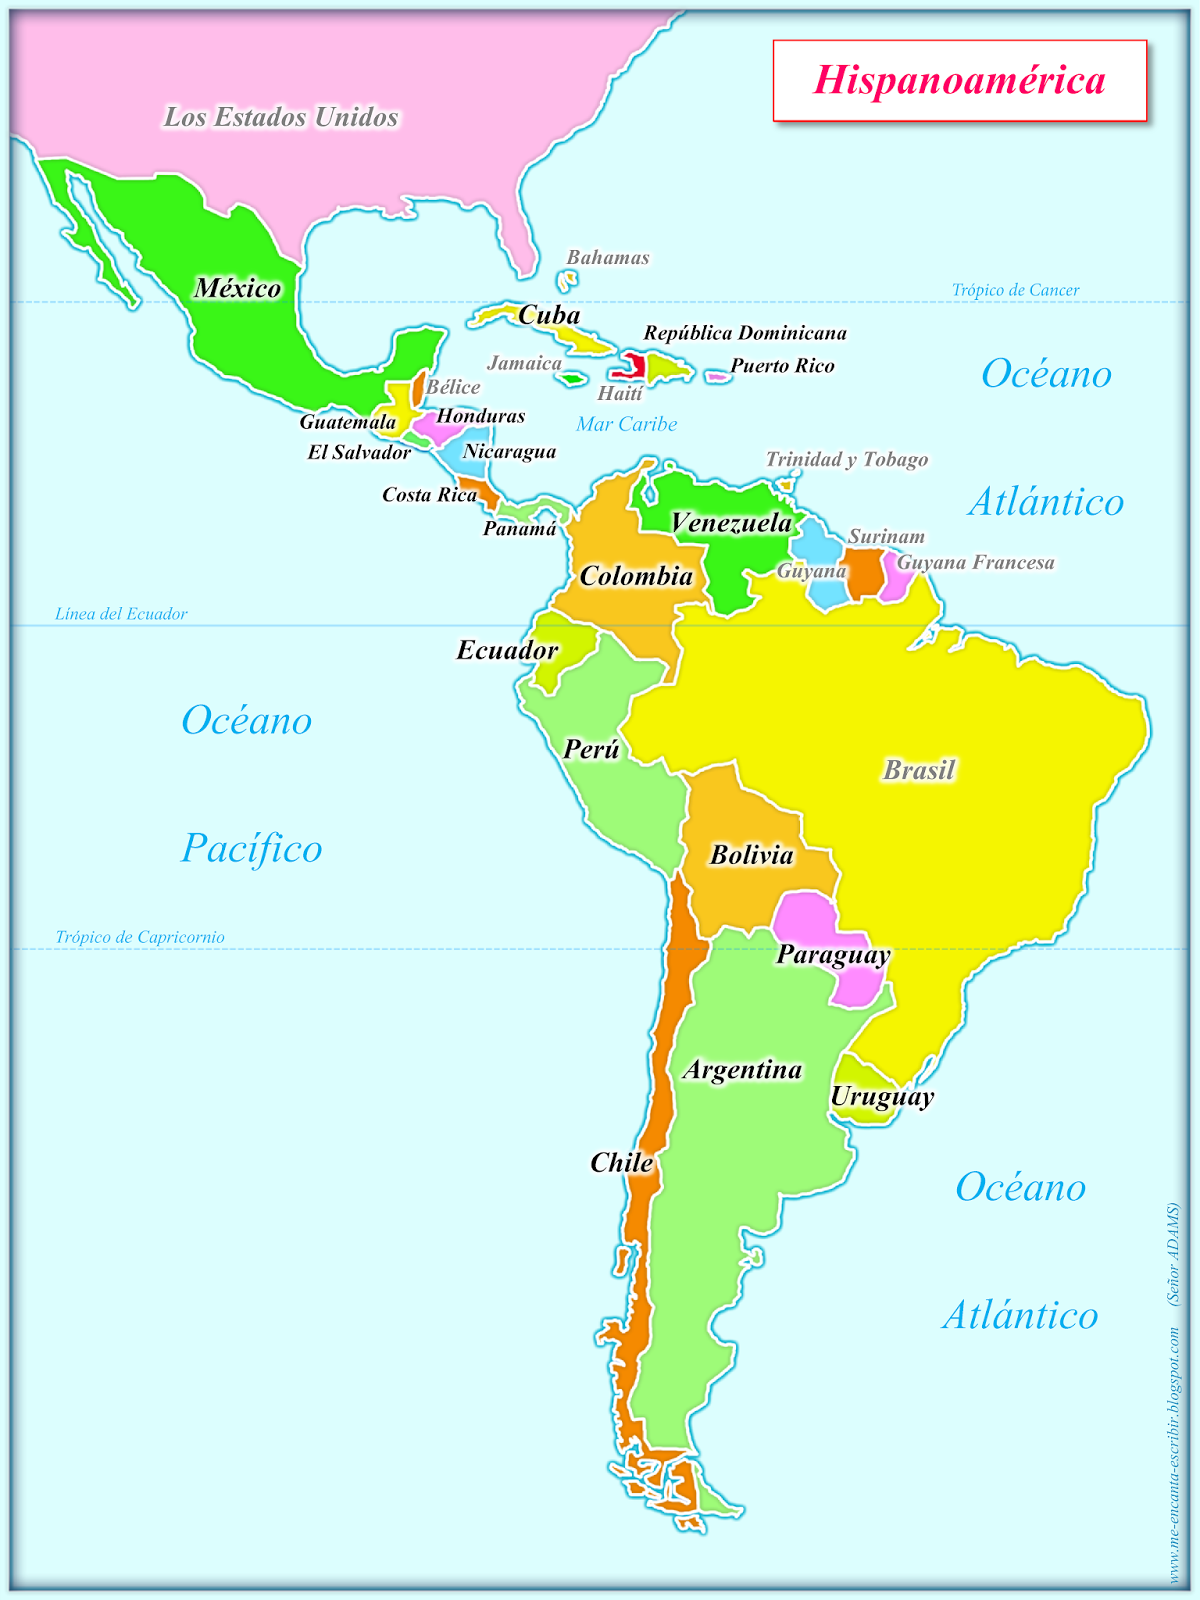 Hispanoamérica
Los Estados Unidos
Bahamas
México
Trópico de Cancer
Cuba
República Dominicana
Jamaica
Puerto Rico
Océano
Bélice
Haití
Guatemala
Honduras
Mar Caribe
El Salvador
Nicaragua
Trinidad y Tobago
Costa Rica
Atlántico
Panamá
Venezuela
Surinam
Guyana Francesa
Colombia
Guyana
Línea del Ecuador
Ecuador
Océano
Perú
Brasil
Pacífico
Bolivia
Trópico de Capricornio
Paraguay
Argentina
Uruguay
Chile
Océano
Atlántico
www.me-encanta-escribir.blogspot.com (Señor ADAMS)